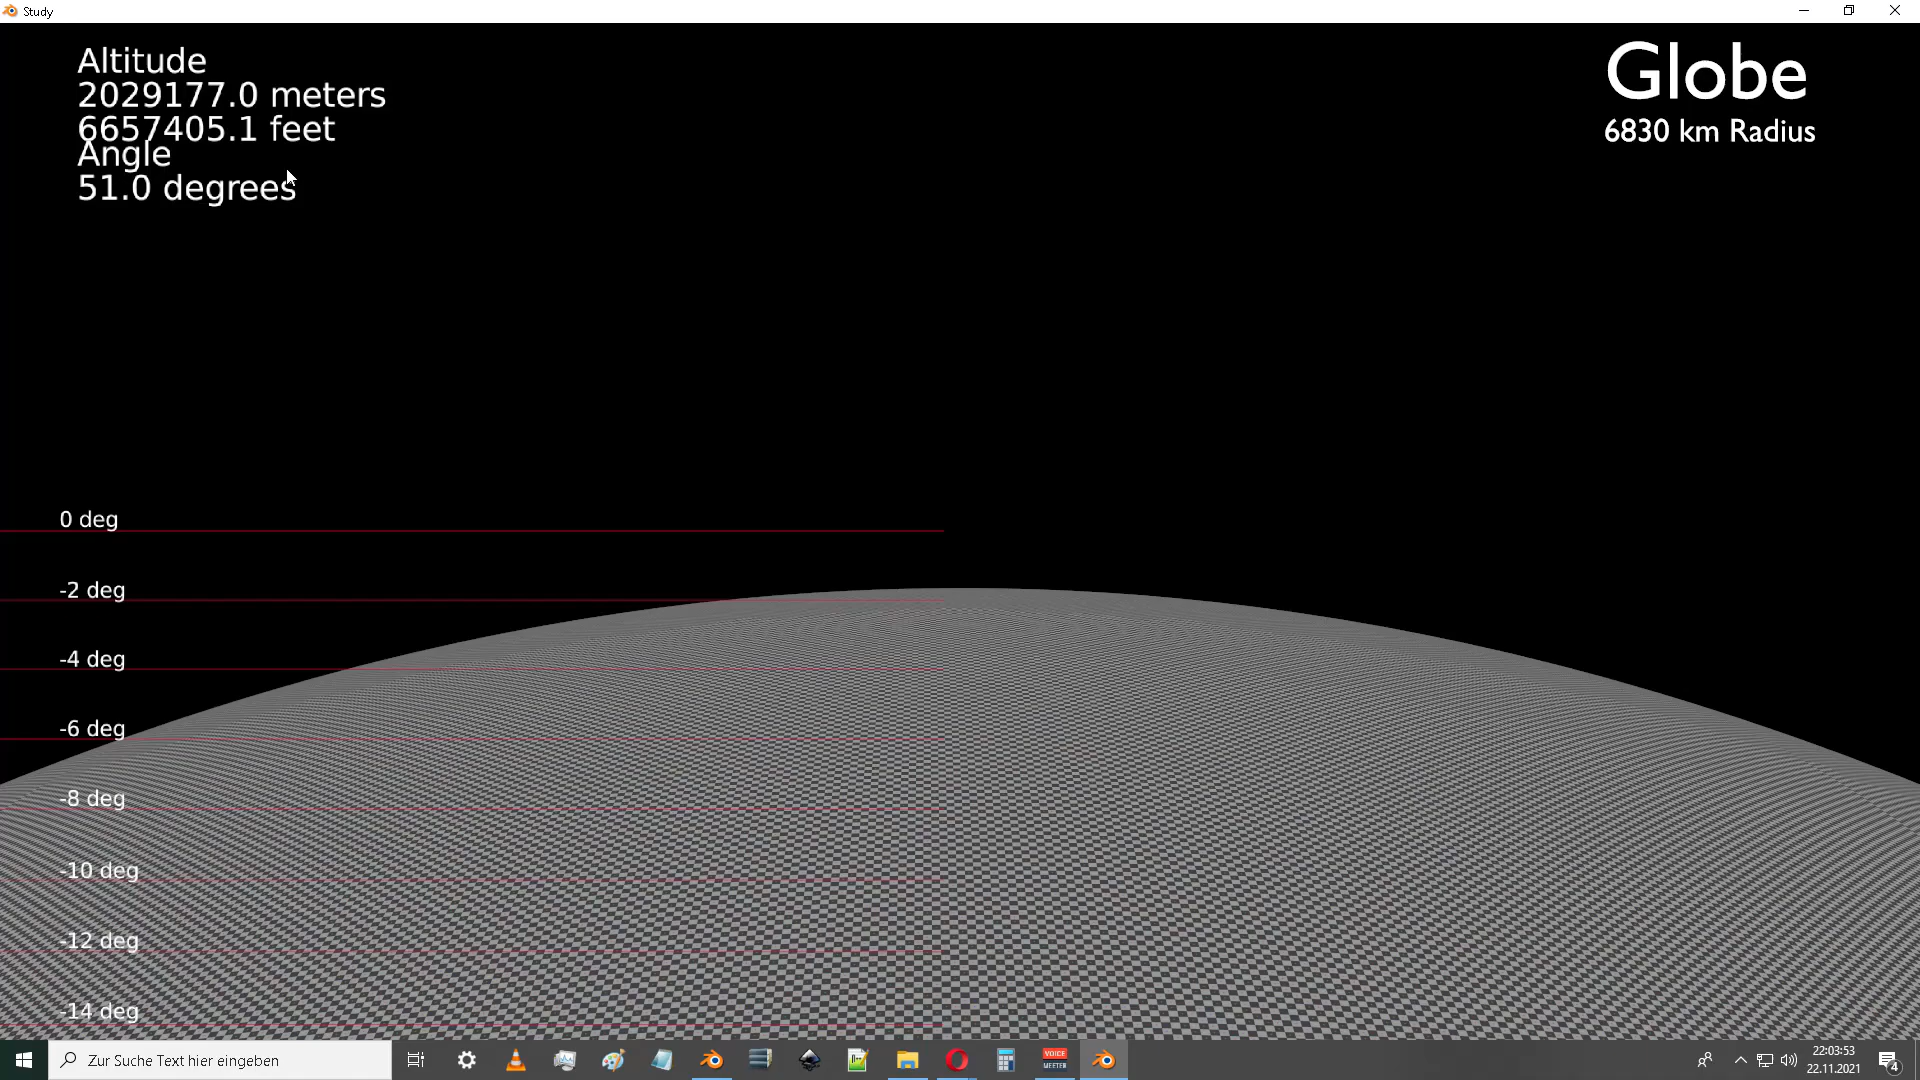 Study
Altitude
2029177.0 meters
6657405.1 feet
Angle
51.0 degrees
Globe
6830 km Radius
0 deg
-2 deg
-4 deg
-6 deg
-8 deg
-10 deg
-12 deg
-14 deg
Zur Suche Text hier eingeben
VOICE
MEETER
22:03:53
22.11.2021
4